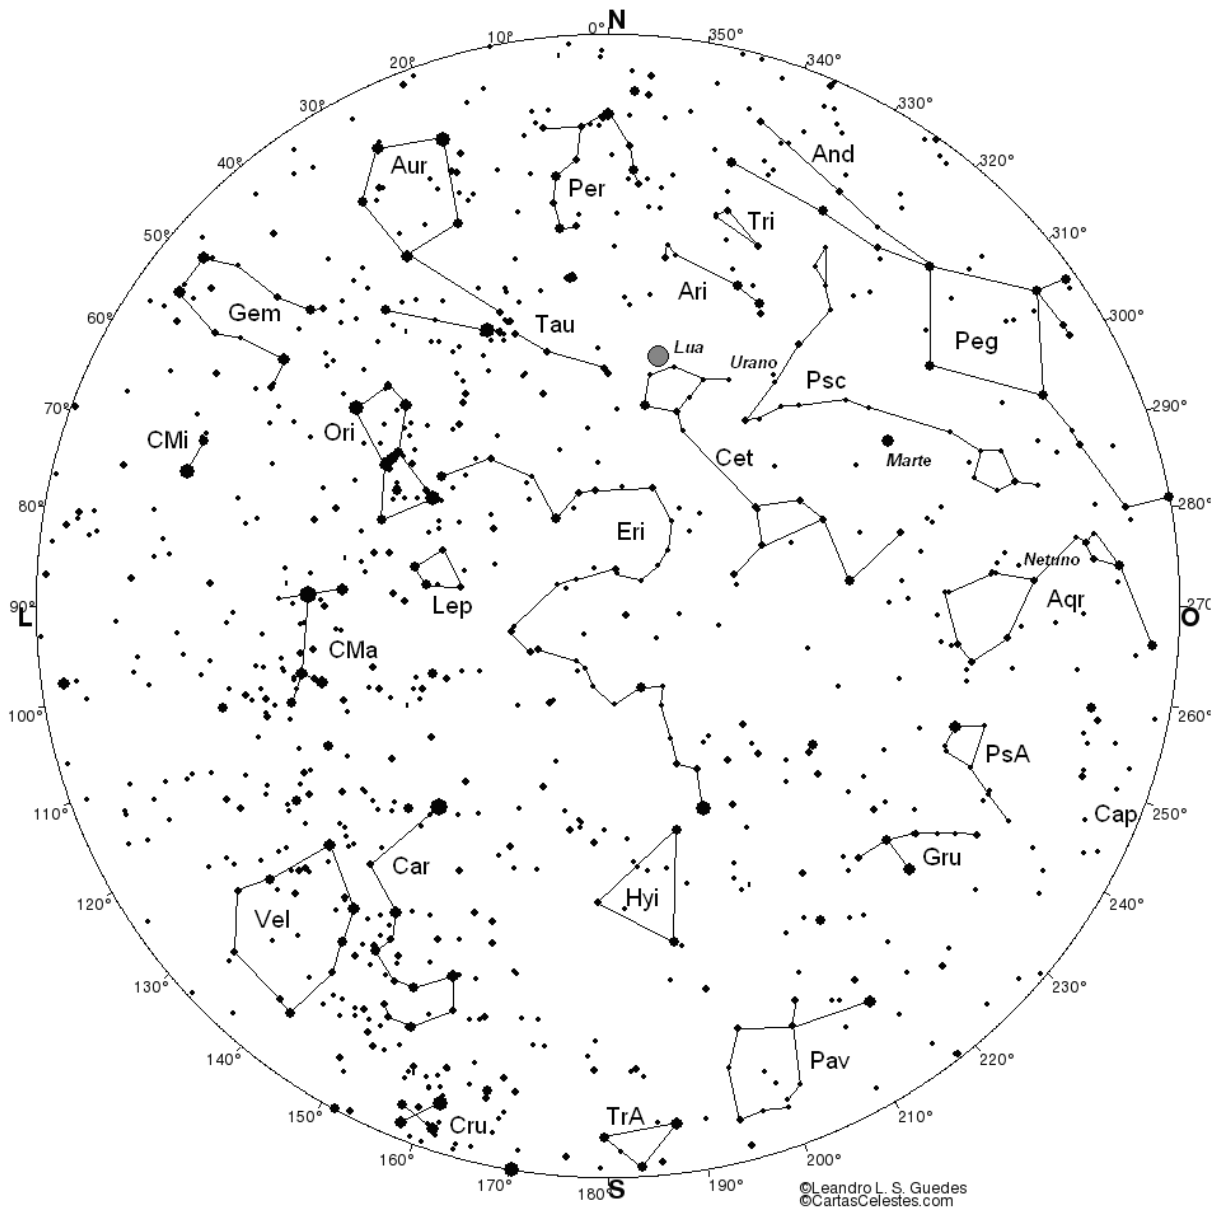 N
0°
10°
350°
20°
340°
30°
330°
40°
320°
50°
310°
60°
300°
70°
290°
80°
280°
90°
L
270
O
100°
260°
110°
250°
120°
240°
130°
230°
140°
220°
150°
210°
160°
200°
170°
180°
S
190°
Aur
Per
And
Tri
Ari
Gem
Tau
Lua
Urano
Peg
Psc
Ori
CMi
Cet
Marte
Eri
Netuno
Lep
Aqr
CMa
PsA
Cap
Car
Gru
Vel
Hyi
Pav
Cru
TrA
©Leandro L. S. Guedes
©CartasCelestes.com